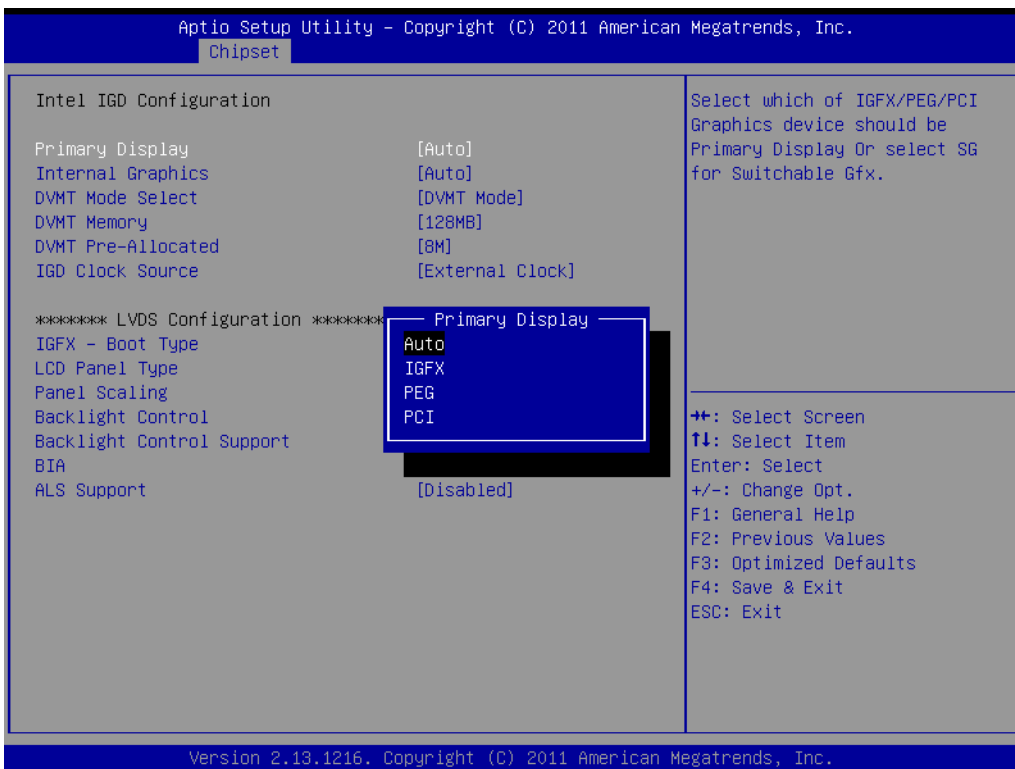 Aptio Setup Utility – Copyright (C) 2011 American Megatrends, Inc.
Chipset
Intel IGD Configuration
Primary Display [Auto]
Internal Graphics [Auto]
DVMT Mode Select [DVMT Mode]
DVMT Memory [128MB]
DVMT Pre-Allocated [8M]
IGD Clock Source [External Clock]
******* LVDS Configuration *******
IGFX – Boot Type
LCD Panel Type
Panel Scaling
Backlight Control
Backlight Control Support
BIA
ALS Support [Disabled]
Primary Display
Auto
IGFX
PEG
PCI
Select which of IGFX/PEG/PCI
Graphics device should be
Primary Display Or select SG
for Switchable Gfx.
→←: Select Screen
↑↓: Select Item
Enter: Select
+/-: Change Opt.
F1: General Help
F2: Previous Values
F3: Optimized Defaults
F4: Save & Exit
ESC: Exit
Version 2.13.1216. Copyright (C) 2011 American Megatrends, Inc.